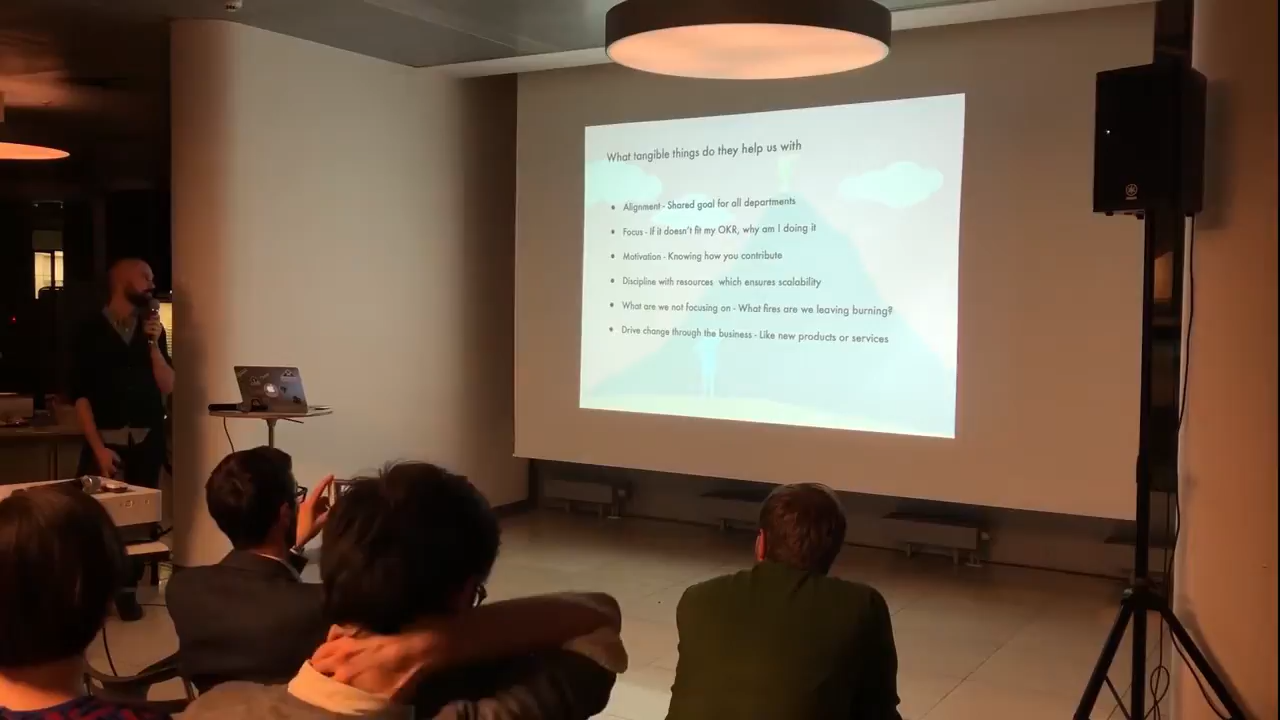 What tangible things do they help us with
• Alignment - Shared goal for all departments
• Focus - If it doesn't fit my OKR, why am I doing it
• Motivation - Knowing how you contribute
• Discipline with resources which ensures scalability
• What are we not focusing on - What fires are we leaving burning?
• Drive change through the business - Like new products or services